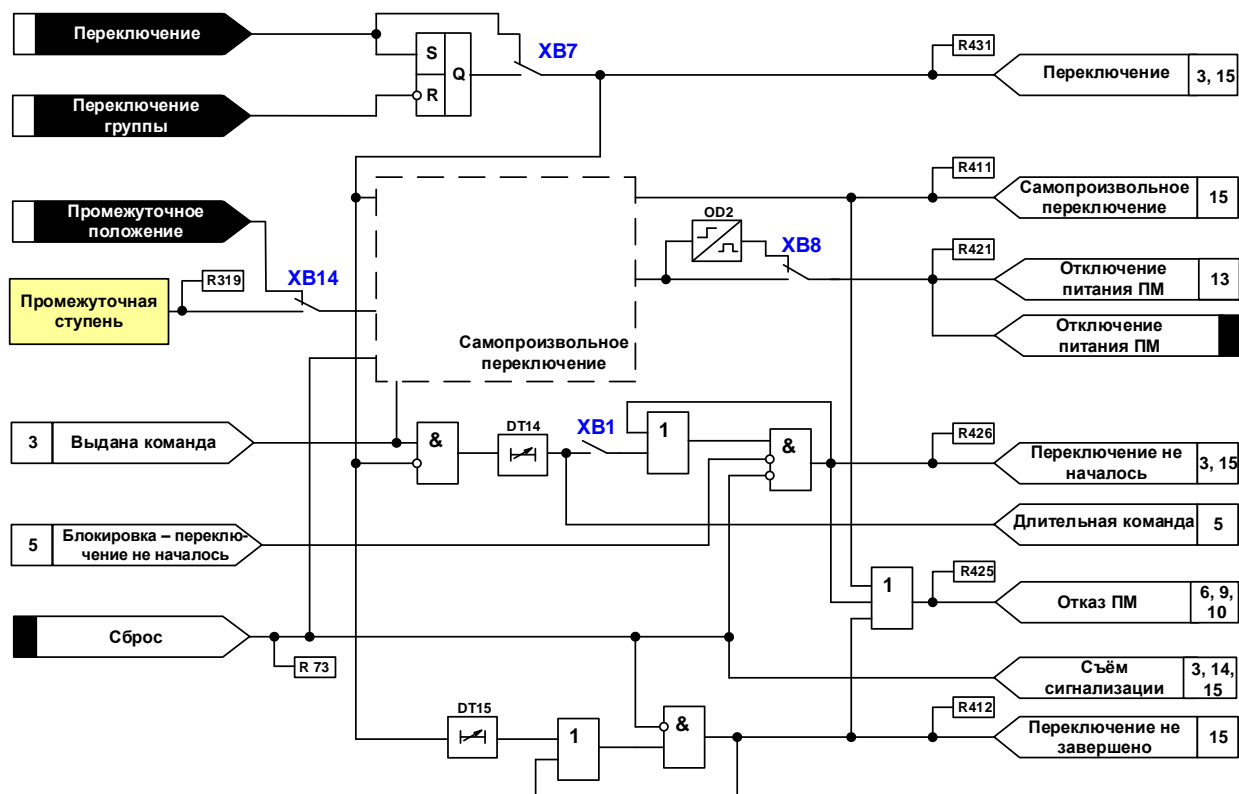 Переключение
S
R
Q
XB7
R431
Переключение
3, 15
Переключение
группы
R411
Самопроизвольное
переключение
15
Промежуточное
положение
OD2
XB8
R421
Отключение
питания ПМ
13
R319
XB14
Промежуточная
ступень
Отключение
питания ПМ
Самопроизвольное
переключение
3
Выдана команда
&
DT14
XB1
1
&
R426
Переключение не
началось
3, 15
5
Блокировка – переклю-
чение не началось
Длительная команда
5
1
R425
Отказ ПМ
6, 9,
10
Сброс
R 73
Съём
сигнализации
3, 14,
15
DT15
1
&
R412
Переключение не
завершено
15